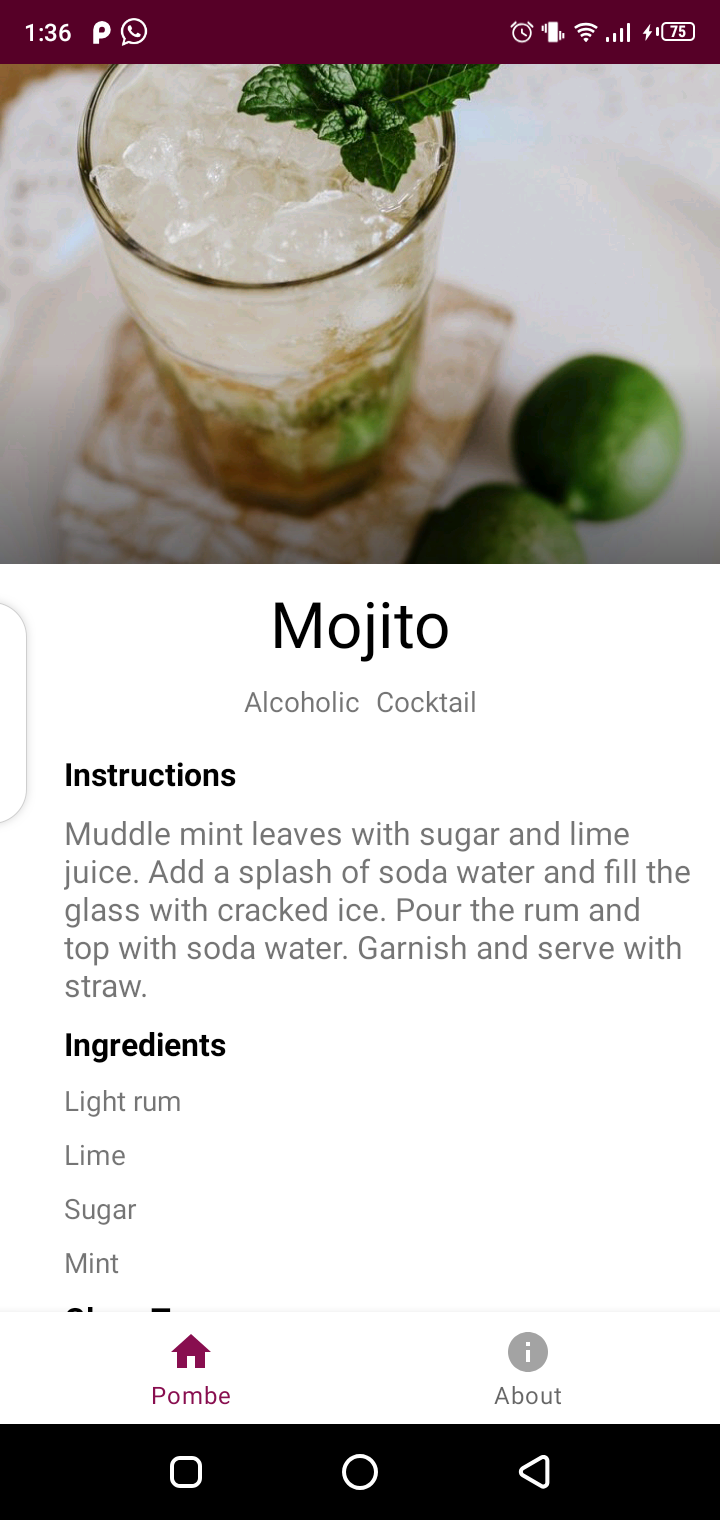 1:36
75
Mojito
Alcoholic Cocktail
Instructions
Muddle mint leaves with sugar and lime
juice. Add a splash of soda water and fill the
glass with cracked ice. Pour the rum and
top with soda water. Garnish and serve with
straw.
Ingredients
Light rum
Lime
Sugar
Mint
Pombe
About